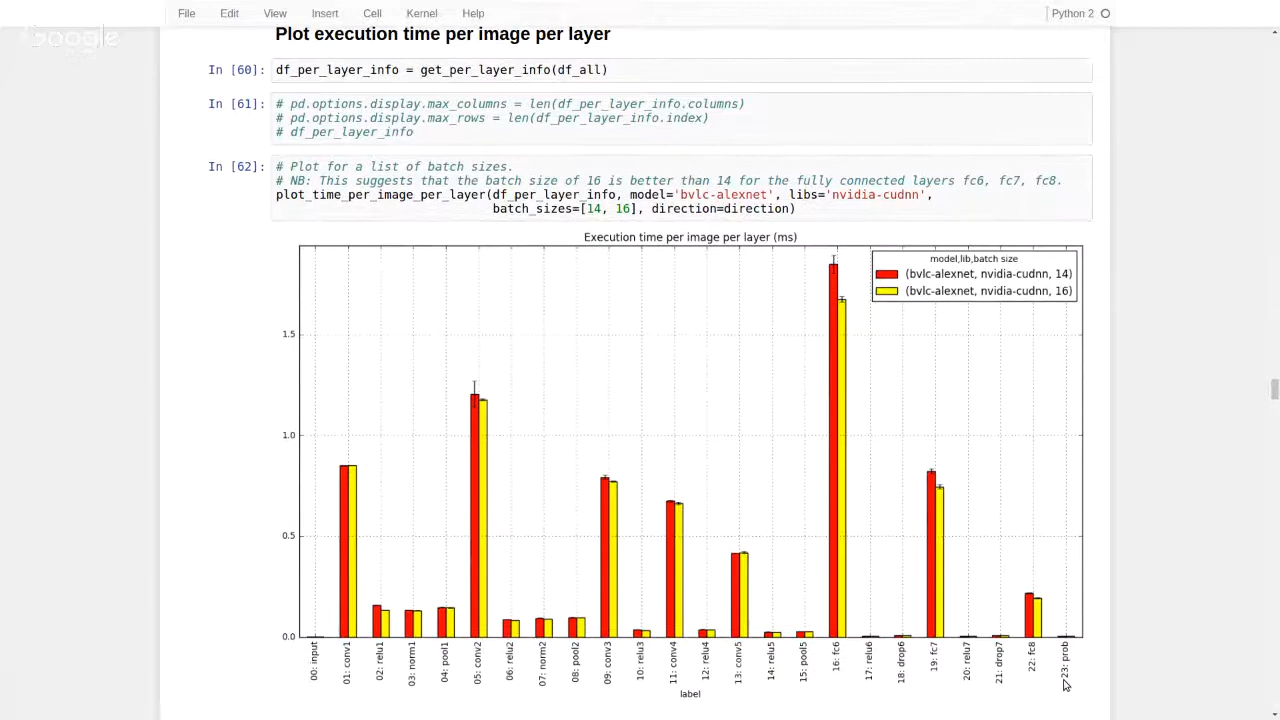 File Edit View Insert Cell Kernel Help Python 2
Google
Plot execution time per image per layer
In [60]: df_per_layer_info = get_per_layer_info(df_all)
In [61]: # pd.options.display.max_columns = len(df_per_layer_info.columns)
# pd.options.display.max_rows = len(df_per_layer_info.index)
# df_per_layer_info
In [62]: # Plot for a list of batch sizes.
# NB: This suggests that the batch size of 16 is better than 14 for the fully connected layers fc6, fc7, fc8.
plot_time_per_image_per_layer(df_per_layer_info, model='bvlc-alexnet', libs='nvidia-cudnn',
batch_sizes=[14, 16], direction=direction)
Execution time per image per layer (ms)
model,lib,batch size
(bvlc-alexnet, nvidia-cudnn, 14)
(bvlc-alexnet, nvidia-cudnn, 16)
1.5
1.0
0.5
0.0
00: input
01: conv1
02: relu1
03: norm1
04: pool1
05: conv2
06: relu2
07: norm2
08: pool2
09: conv3
10: relu3
11: conv4
12: relu4
13: conv5
14: relu5
15: pool5
16: fc6
17: relu6
18: drop6
19: fc7
20: relu7
21: drop7
22: fc8
23: prob
label